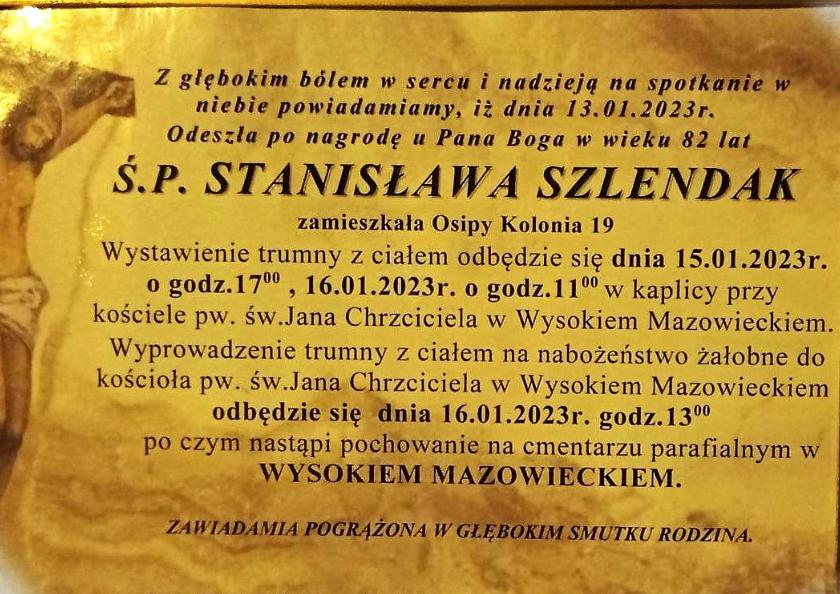 Z głębokim bólem w sercu i nadzieją na spotkanie w
niebie powiadamiamy, iż dnia 13.01.2023r.
Odeszła po nagrodę u Pana Boga w wieku 82 lat
Ś.P. STANISŁAWA SZLENDAK
zamieszkała Osipy Kolonia 19
Wystawienie trumny z ciałem odbędzie się dnia 15.01.2023r.
o godz.17⁰⁰ , 16.01.2023r. o godz.11⁰⁰ w kaplicy przy
kościele pw. św.Jana Chrzciciela w Wysokiem Mazowieckiem.
Wyprowadzenie trumny z ciałem na nabożeństwo żałobne do
kościoła pw. św.Jana Chrzciciela w Wysokiem Mazowieckiem
odbędzie się dnia 16.01.2023r. godz.13⁰⁰
po czym nastąpi pochowanie na cmentarzu parafialnym w
WYSOKIEM MAZOWIECKIEM.
ZAWIADAMIA POGRĄŻONA W GŁĘBOKIM SMUTKU RODZINA.